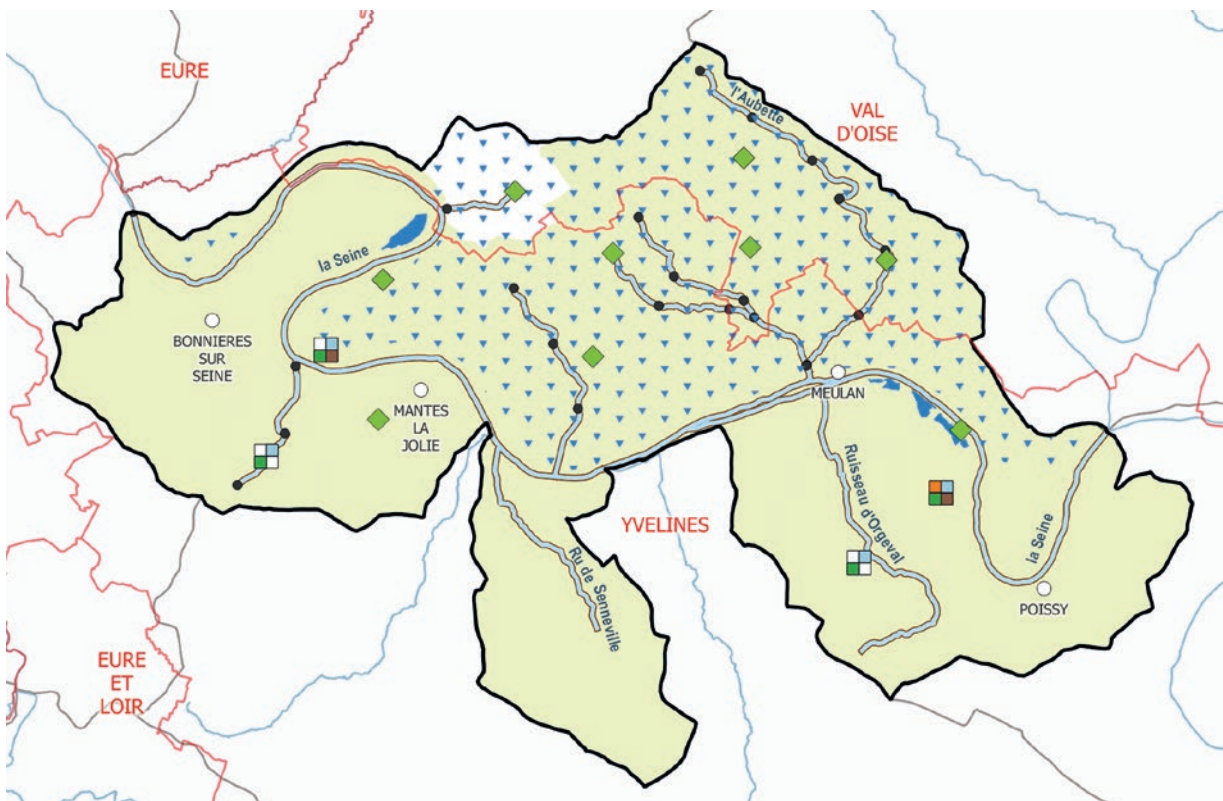 EURE
VAL
D'OISE
l'Aubette
la Seine
BONNIERES
SUR
SEINE
MANTES
LA
JOLIE
MEULAN
YVELINES
Ruisseau d'Orgeval
la Seine
Ru de Senneville
POISSY
EURE
ET
LOIR